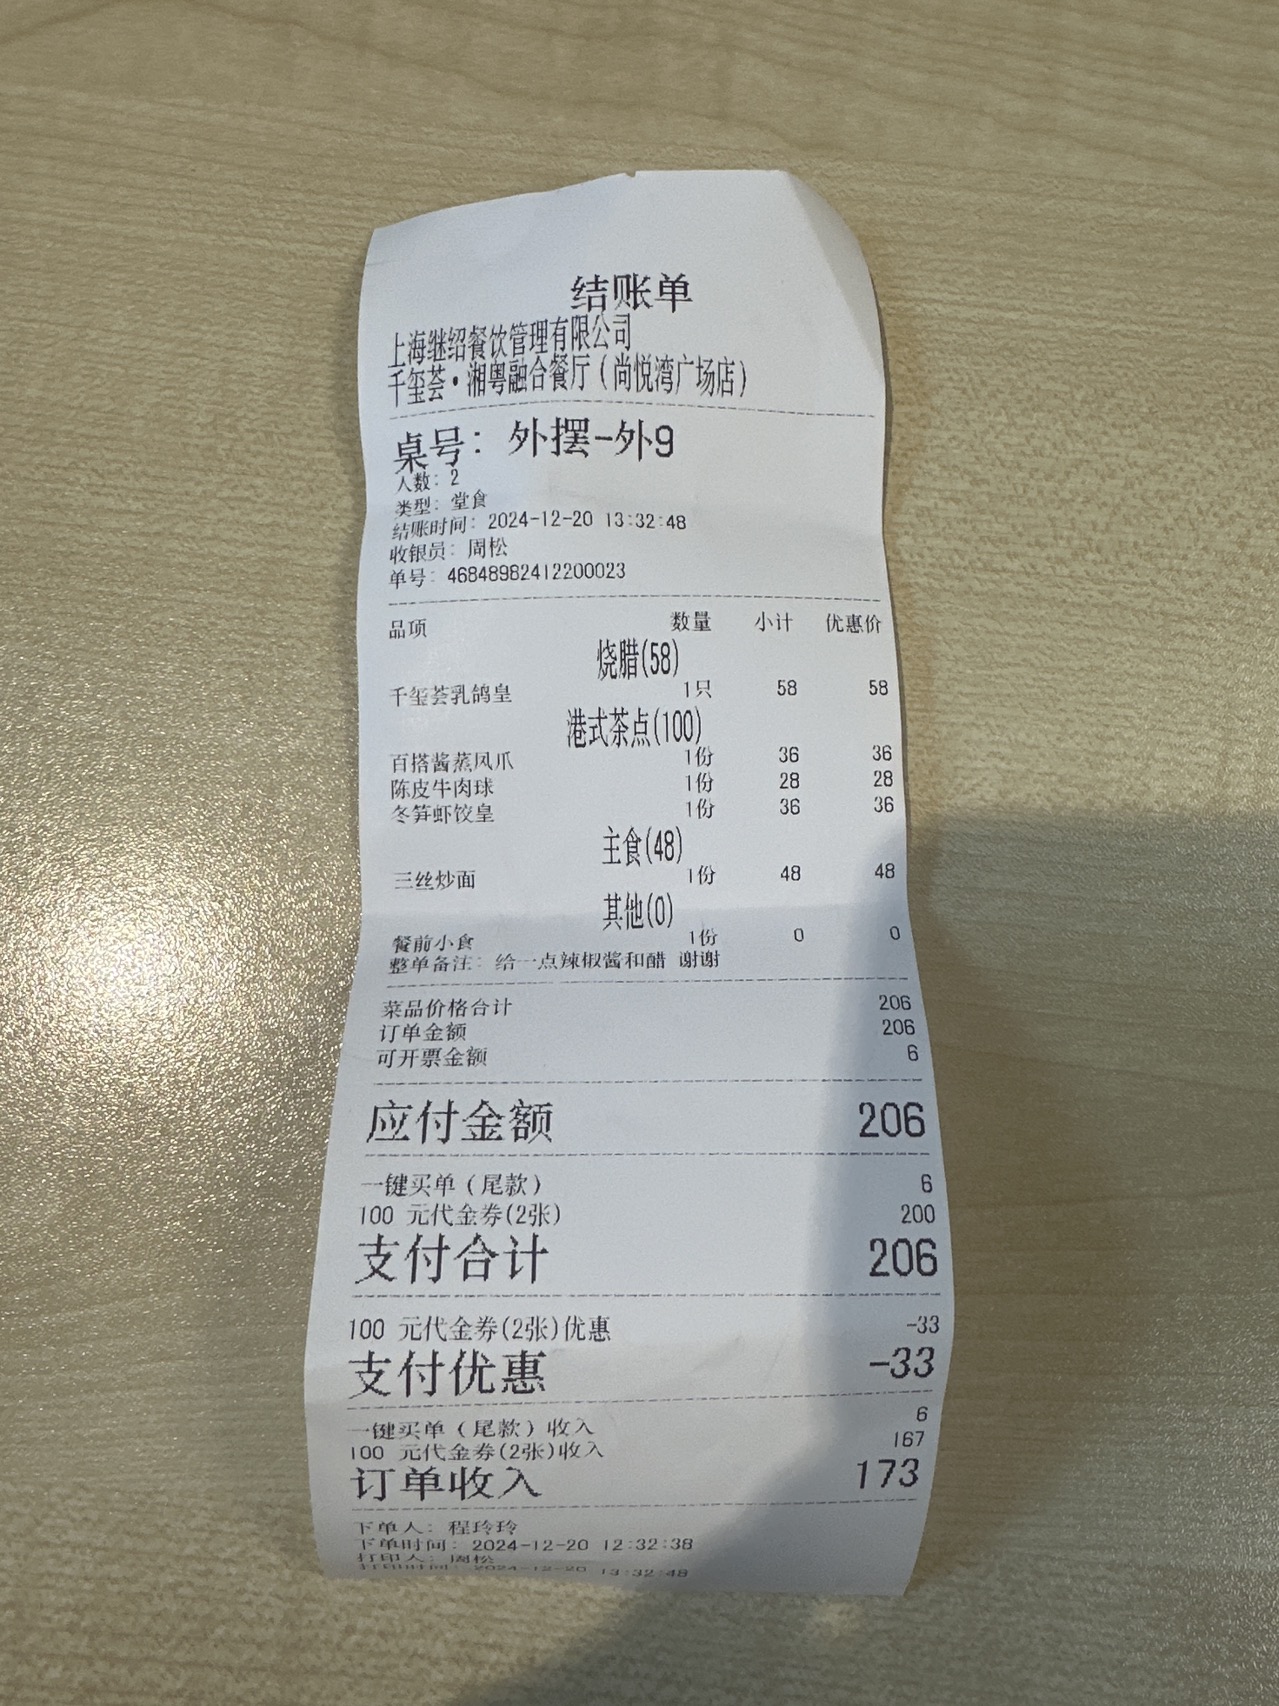 结账单
上海继绍餐饮管理有限公司
千玺荟·湘粤融合餐厅(尚悦湾广场店)
桌号: 外摆-外9
人数: 2
类型: 堂食
结账时间: 2024-12-20 13:32:48
收银员: 周松
单号: 46848982412200023
品项 数量 小计 优惠价
烧腊(58)
千玺荟乳鸽皇 1只 58 58
港式茶点(100)
百搭酱蒸凤爪 1份 36 36
陈皮牛肉球 1份 28 28
冬笋虾饺皇 1份 36 36
主食(48)
三丝炒面 1份 48 48
其他(0)
餐前小食 1份 0 0
整单备注: 给一点辣椒酱和醋 谢谢
菜品价格合计 206
订单金额 206
可开票金额 6
应付金额 206
一键买单(尾款) 6
100 元代金券(2张) 200
支付合计 206
100 元代金券(2张)优惠 -33
支付优惠 -33
一键买单(尾款)收入 6
100 元代金券(2张)收入 167
订单收入 173
下单人: 程玲玲
下单时间: 2024-12-20 12:32:38
打印人: 周松
打印时间: 2024-12-20 13:32:48